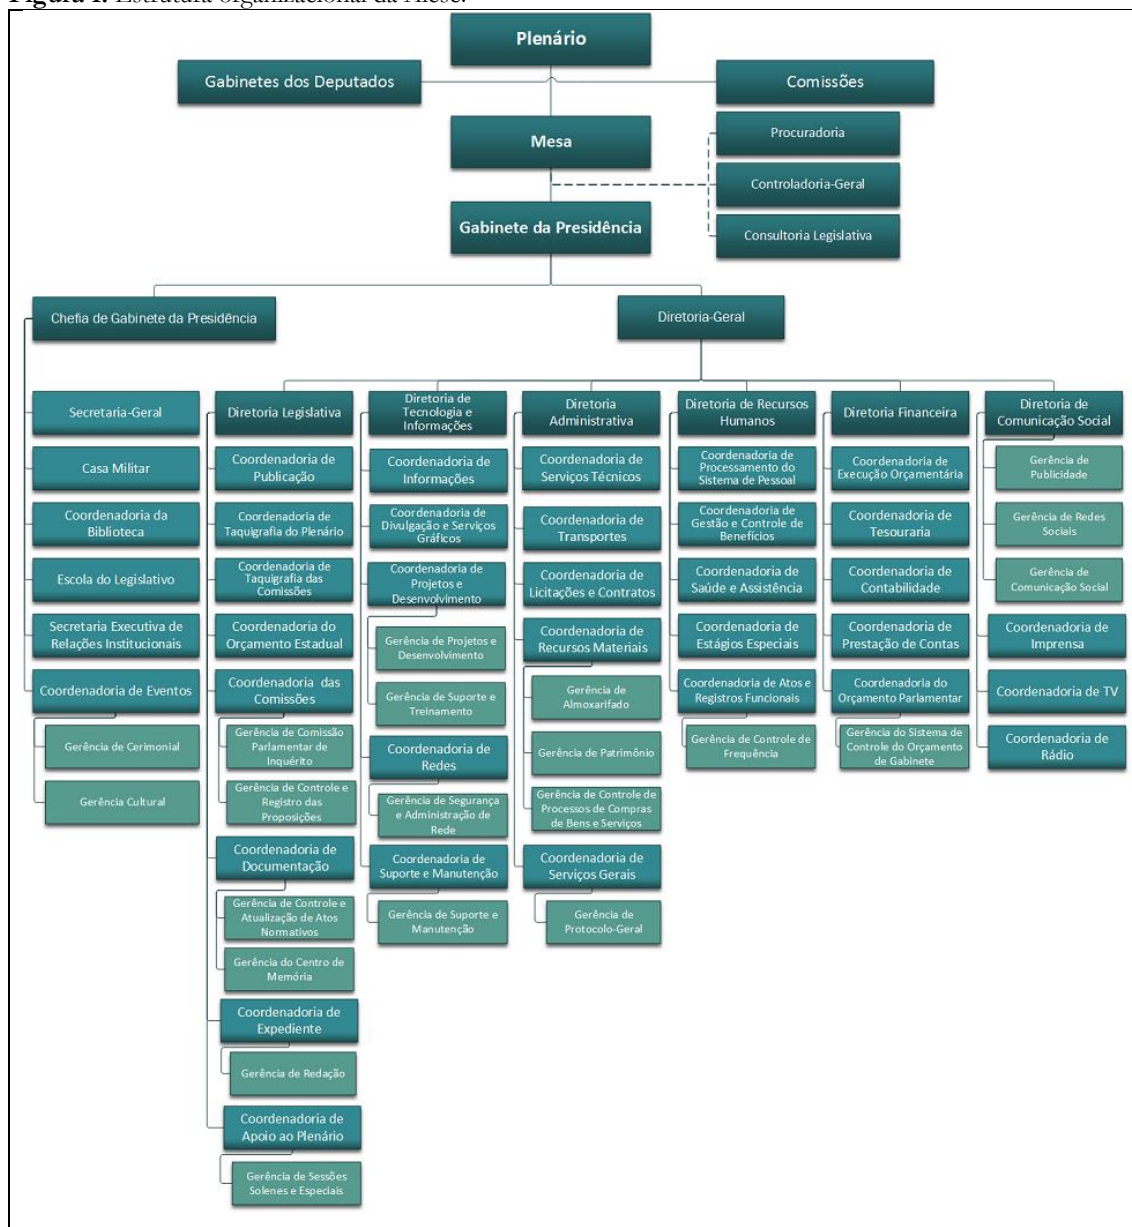 Figura 1. Estrutura organizacional da Alese.
Plenário
Gabinetes dos Deputados
Comissões
Mesa
Procuradoria
Controladoria-Geral
Gabinete da Presidência
Consultoria Legislativa
Chefia de Gabinete da Presidência
Diretoria-Geral
Secretaria-Geral
Casa Militar
Coordenadoria da
Biblioteca
Escola do Legislativo
Secretaria Executiva de
Relações Institucionais
Coordenadoria de Eventos
Gerência de Cerimonial
Gerência Cultural
Diretoria Legislativa
Coordenadoria de
Publicação
Coordenadoria de
Taquigrafia do Plenário
Coordenadoria de
Taquigrafia das
Comissões
Coordenadoria do
Orçamento Estadual
Coordenadoria das
Comissões
Gerência de Comissão
Parlamentar de
Inquérito
Gerência de Controle e
Registro das
Proposições
Coordenadoria de
Documentação
Gerência de Controle e
Atualização de Atos
Normativos
Gerência do Centro de
Memória
Coordenadoria de
Expediente
Gerência de Redação
Coordenadoria de
Apoio ao Plenário
Gerência de Sessões
Solenes e Especiais
Diretoria de
Tecnologia e
Informações
Coordenadoria de
Informações
Coordenadoria de
Divulgação e Serviços
Gráficos
Coordenadoria de
Projetos e
Desenvolvimento
Gerência de Projetos e
Desenvolvimento
Gerência de Suporte e
Treinamento
Coordenadoria de
Redes
Gerência de Segurança
e Administração de
Rede
Coordenadoria de
Suporte e Manutenção
Gerência de Suporte e
Manutenção
Diretoria
Administrativa
Coordenadoria de
Serviços Técnicos
Coordenadoria de
Transportes
Coordenadoria de
Licitações e Contratos
Coordenadoria de
Recursos Materiais
Gerência de
Almoxarifado
Gerência de Patrimônio
Gerência de Controle de
Processos de Compras
de Bens e Serviços
Coordenadoria de
Serviços Gerais
Gerência de
Protocolo-Geral
Diretoria de Recursos
Humanos
Coordenadoria de
Processamento do
Sistema de Pessoal
Coordenadoria de
Gestão e Controle de
Benefícios
Coordenadoria de
Saúde e Assistência
Coordenadoria de
Estágios Especiais
Coordenadoria de Atos e
Registros Funcionais
Gerência de Controle de
Frequência
Diretoria Financeira
Coordenadoria de
Execução Orçamentária
Coordenadoria de
Tesouraria
Coordenadoria de
Contabilidade
Coordenadoria de
Prestação de Contas
Coordenadoria do
Orçamento Parlamentar
Gerência do Sistema de
Controle do Orçamento
de Gabinete
Diretoria de
Comunicação Social
Gerência de
Publicidade
Gerência de Redes
Sociais
Gerência de
Comunicação Social
Coordenadoria de
Imprensa
Coordenadoria de TV
Coordenadoria de
Rádio